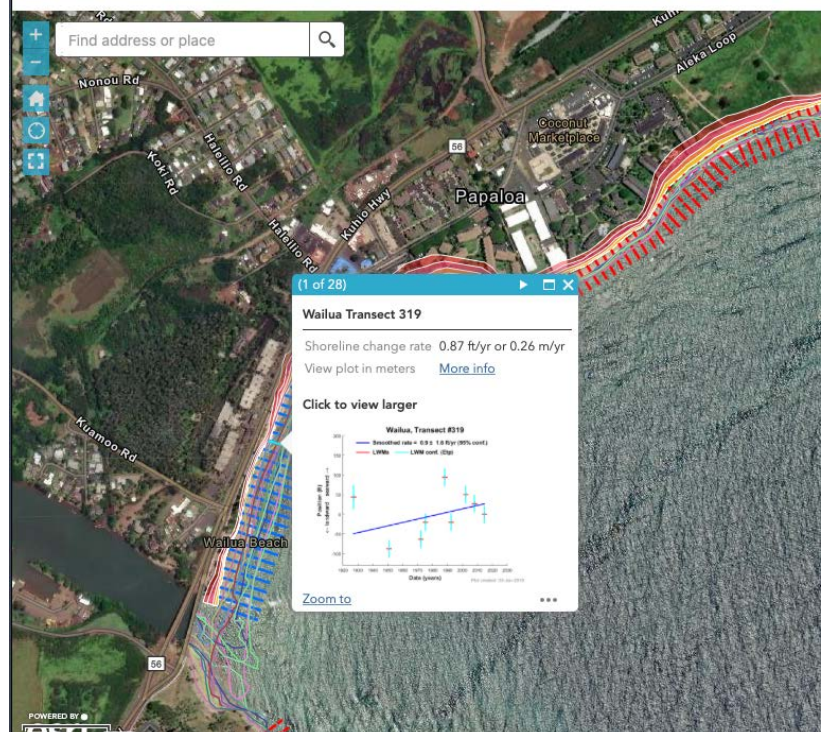 +
Find address or place
−
Nonou Rd
Aleka Loop
Haleilio Rd
Koki Rd
Coconut
Marketplace
56
Papaloa
Kuhio Hwy
Haleilio Rd
(1 of 28)
Wailua Transect 319
Shoreline change rate 0.87 ft/yr or 0.26 m/yr
View plot in meters More info
Click to view larger
Wailua, Transect #319
LWMs
Position (ft)
Date (years)
Zoom to
Kuamoo Rd
Wailua Beach
56
POWERED BY